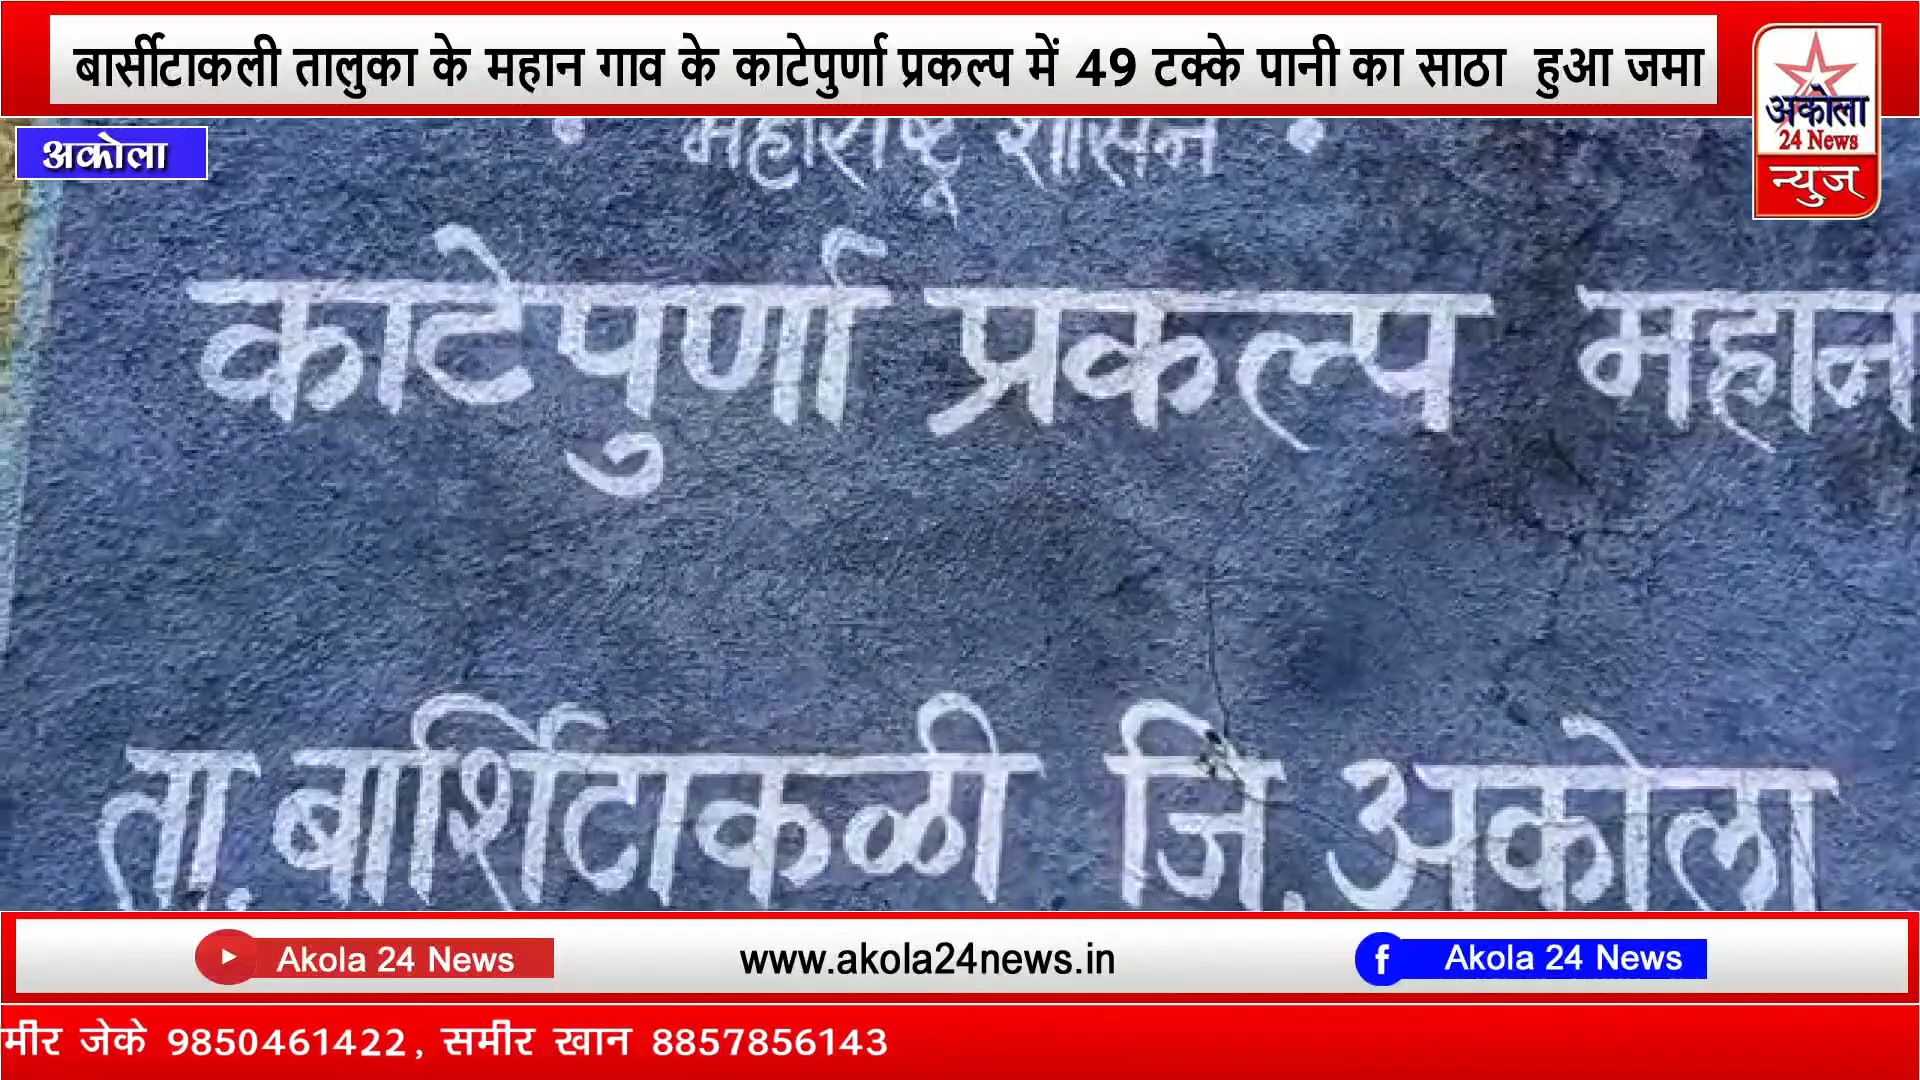 बार्सीटाकली तालुका के महान गाव के काटेपुर्णा प्रकल्प में 49 टक्के पानी का साठा हुआ जमा
अकोला
24 News
न्युज
अकोला
महाराष्ट्र शासन
काटेपुर्णा प्रकल्प महान
ता. बार्शिटाकळी जि. अकोला
Akola 24 News
www.akola24news.in
Akola 24 News
मीर जेके 9850461422, समीर खान 8857856143